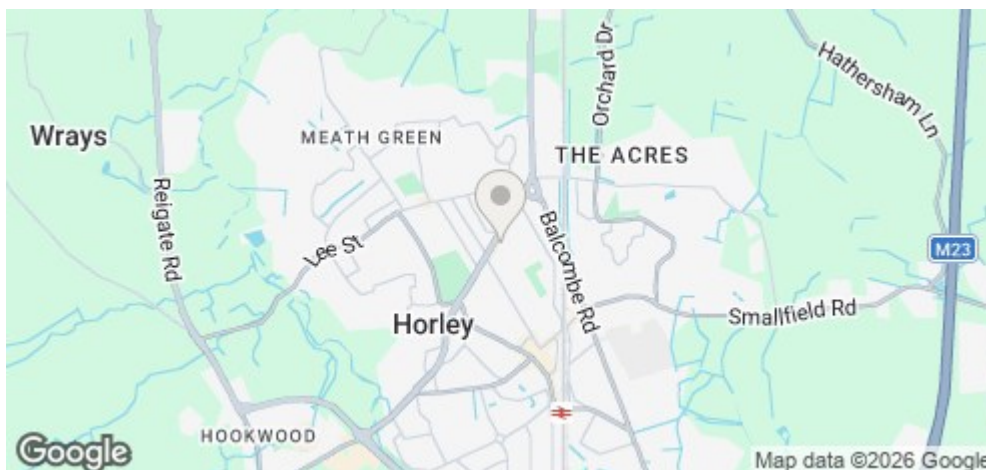 Hathersham Ln
Orchard Dr
Wrays
MEATH GREEN
THE ACRES
Reigate Rd
Lee St
Balcombe Rd
M23
Horley
Smallfield Rd
HOOKWOOD
Google
Map data ©2026 Google